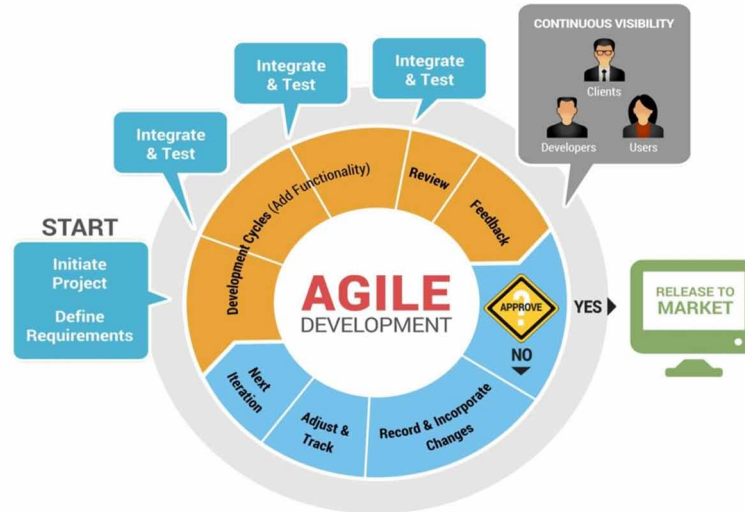 CONTINUOUS VISIBILITY
Clients
Developers Users
Integrate
& Test
Integrate
& Test
Integrate
& Test
START
Initiate
Project
Define
Requirements
Development Cycles (Add Functionality)
Review
Feedback
AGILE
DEVELOPMENT
?
APPROVE
YES
NO
RELEASE TO
MARKET
Record & Incorporate
Changes
Adjust &
Track
Next
Iteration